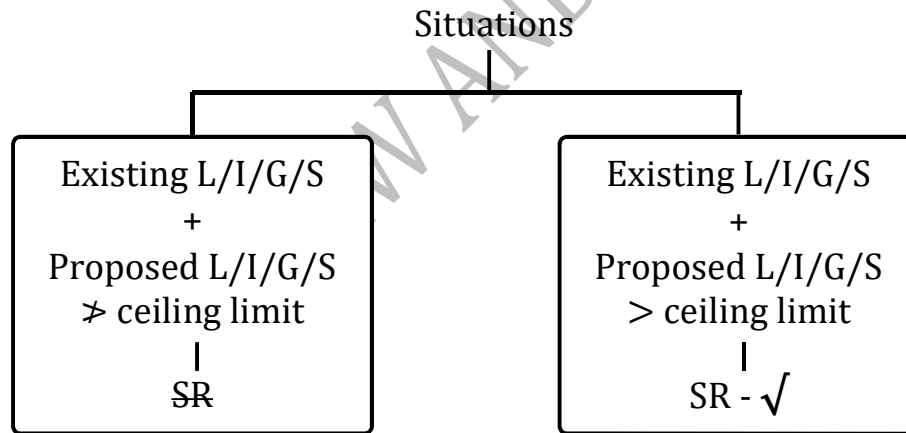 Situations
Existing L/I/G/S
+
Proposed L/I/G/S
≯ ceiling limit
SR
Existing L/I/G/S
+
Proposed L/I/G/S
> ceiling limit
SR - √